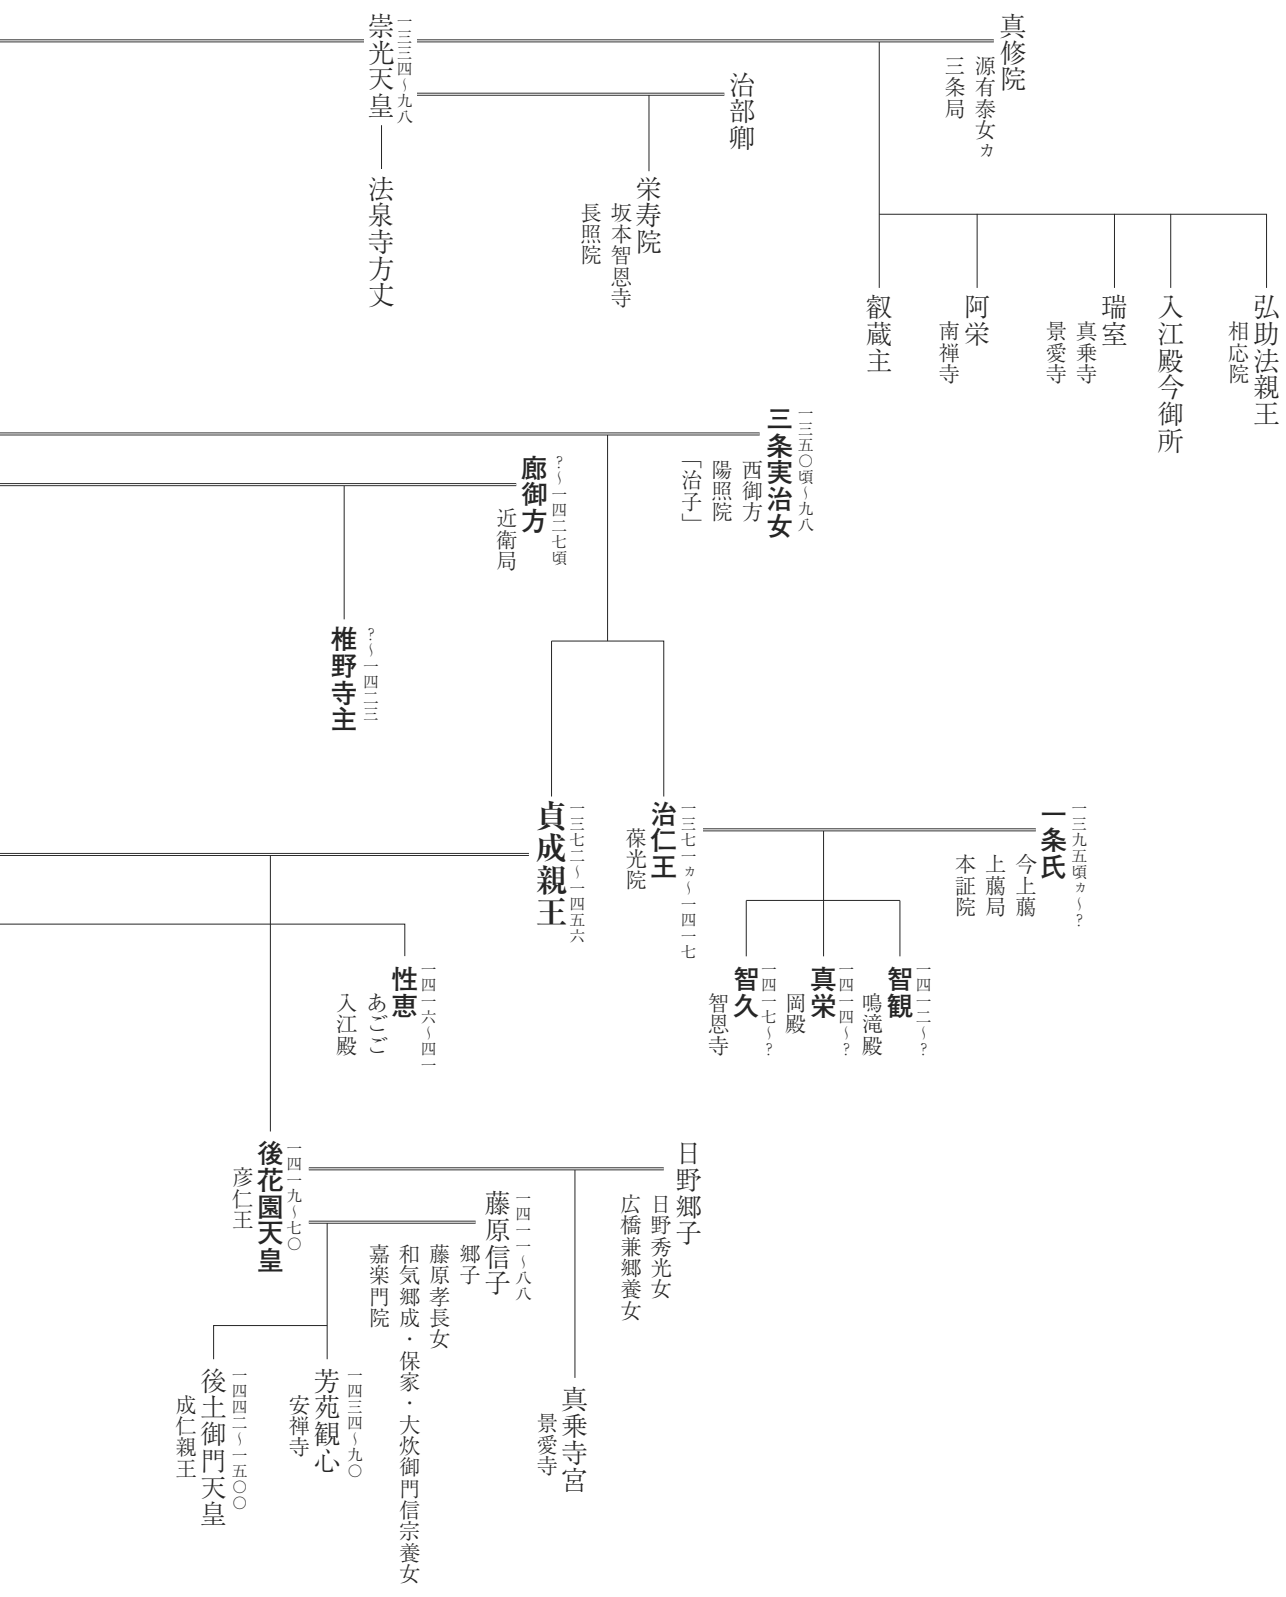 弘助法親王
相応院
入江殿今御所
瑞室
真乗寺
景愛寺
阿栄
南禅寺
叡蔵主
真修院
源有泰女ヵ
三条局
治部卿
栄寿院
坂本智恩寺
長照院
一三三四～九八
崇光天皇
法泉寺方丈
一三五〇頃～九八
三条実治女
西御方
陽照院
「治子」
?～一四二七頃
廊御方
近衛局
?～一四二三
椎野寺主
一三九五頃ヵ～?
一条氏
今上﨟
上﨟局
本証院
一三七一ヵ～一四一七
治仁王
葆光院
一三七二～一四五六
貞成親王
一四一二～?
智観
鳴滝殿
一四一四～?
真栄
岡殿
一四一七～?
智久
智恩寺
一四一六～四一
性恵
あごご
入江殿
日野郷子
日野秀光女
広橋兼郷養女
一四一一～八八
藤原信子
郷子
藤原孝長女
和気郷成・保家・大炊御門信宗養女
嘉楽門院
一四一九～七〇
後花園天皇
彦仁王
真乗寺宮
景愛寺
一四三四～九〇
芳苑観心
安禅寺
一四四二～一五〇〇
後土御門天皇
成仁親王